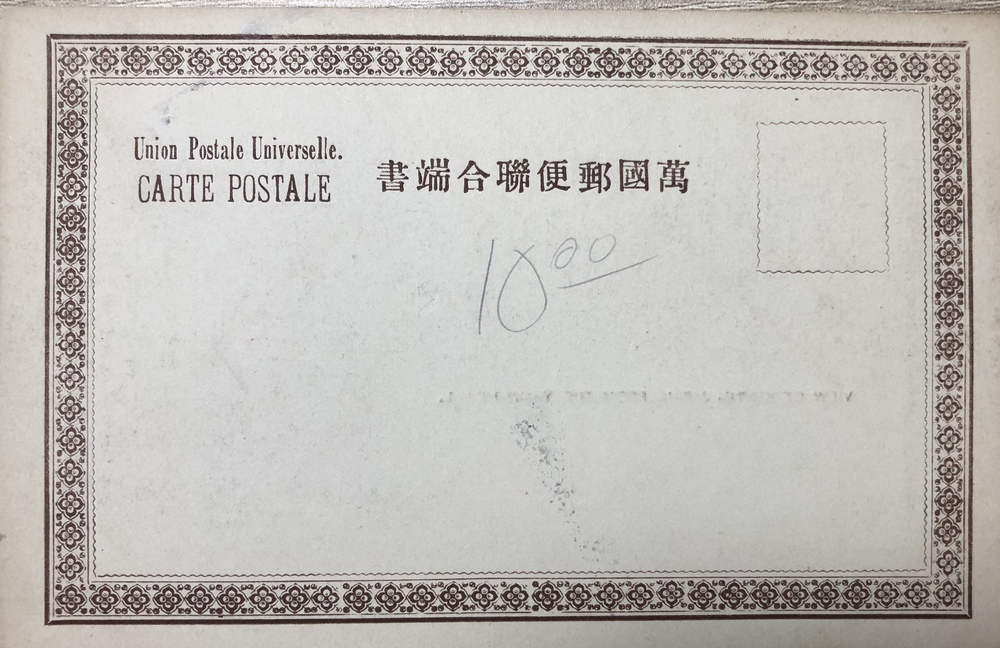 Union Postale Universelle.
CARTE POSTALE
書端合聯便郵國萬
10.00